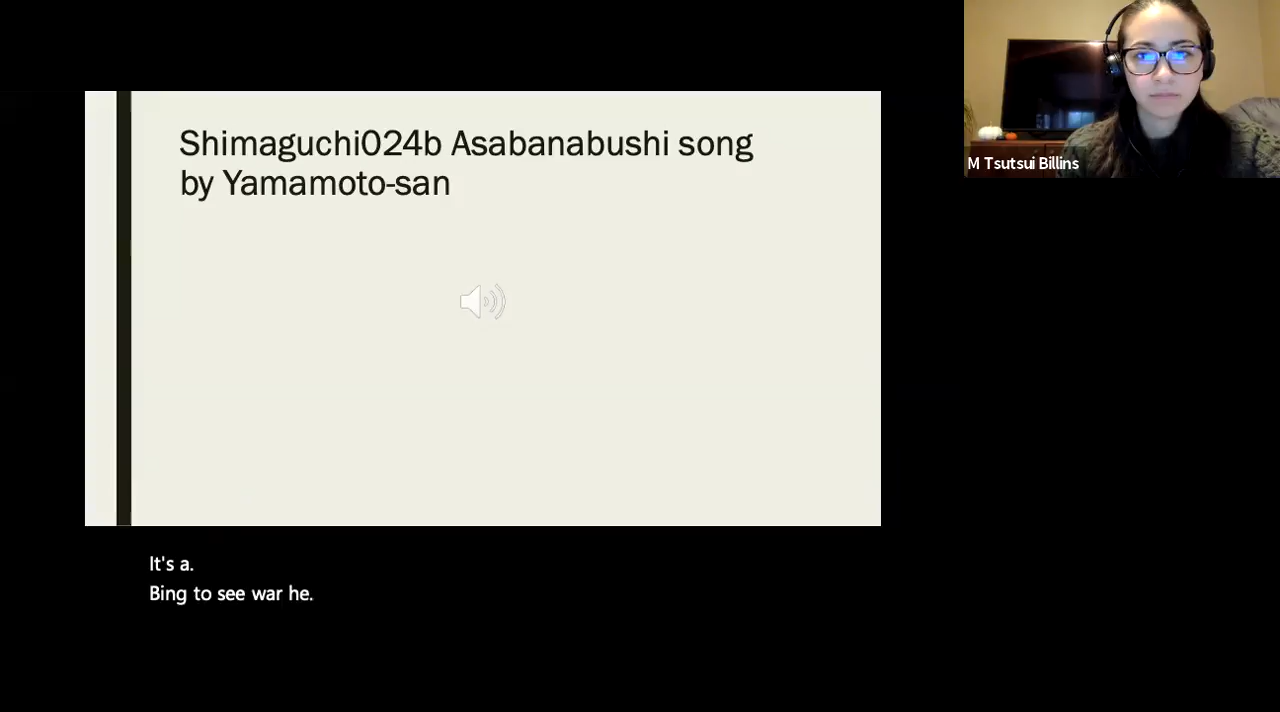 Shimaguchi024b Asabanabushi song
by Yamamoto-san
M Tsutsui Billins
It's a.
Bing to see war he.